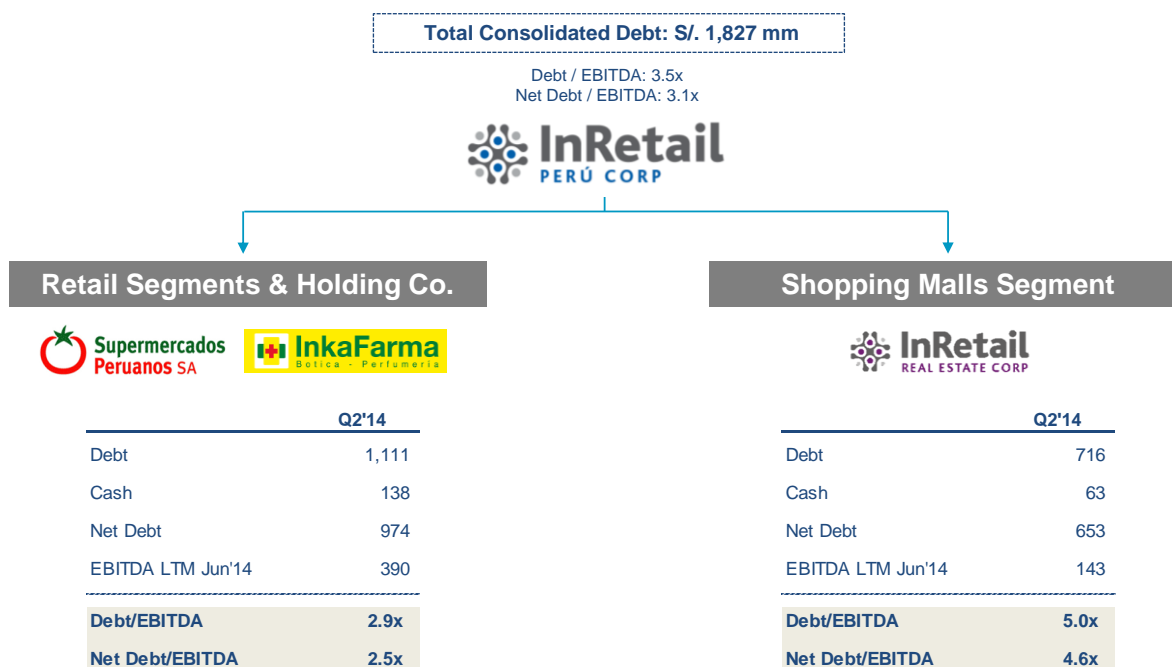 Total Consolidated Debt: S/. 1,827 mm
Debt / EBITDA: 3.5x
Net Debt / EBITDA: 3.1x
InRetail
PERÚ CORP
Retail Segments & Holding Co.
Supermercados
Peruanos SA
InkaFarma
Botica - Perfumeria
Q2'14
Debt 1,111
Cash 138
Net Debt 974
EBITDA LTM Jun'14 390
Debt/EBITDA 2.9x
Net Debt/EBITDA 2.5x
Shopping Malls Segment
InRetail
REAL ESTATE CORP
Q2'14
Debt 716
Cash 63
Net Debt 653
EBITDA LTM Jun'14 143
Debt/EBITDA 5.0x
Net Debt/EBITDA 4.6x